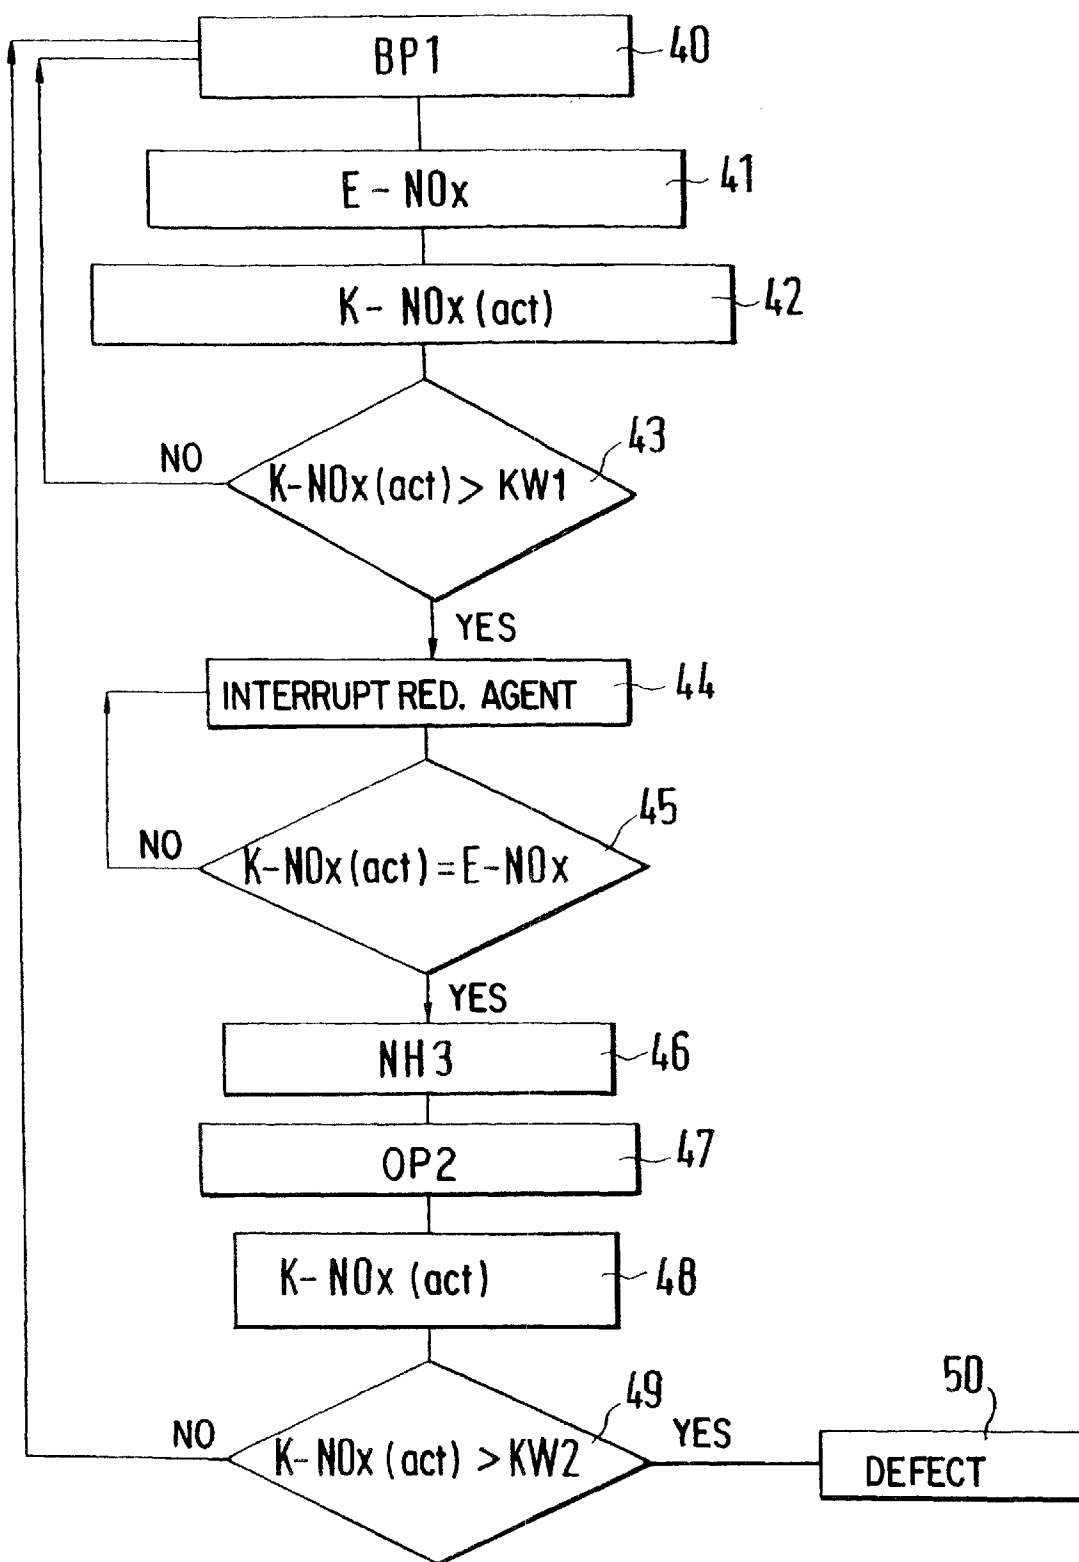 BP1
40
E-NOx
41
K-NOx (act)
42
43
K-NOx (act) > KW1
NO
YES
INTERRUPT RED. AGENT
44
45
K-NOx (act) = E-NOx
NO
YES
NH3
46
OP2
47
K-NOx (act)
48
49
K-NOx (act) > KW2
NO
YES
50
DEFECT